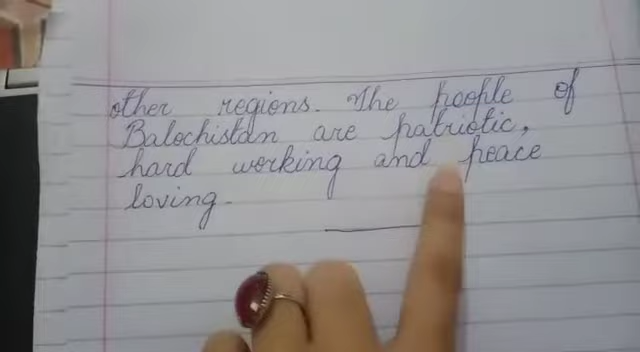 other regions. The people of
Balochistan are patriotic,
hard working and peace
loving.